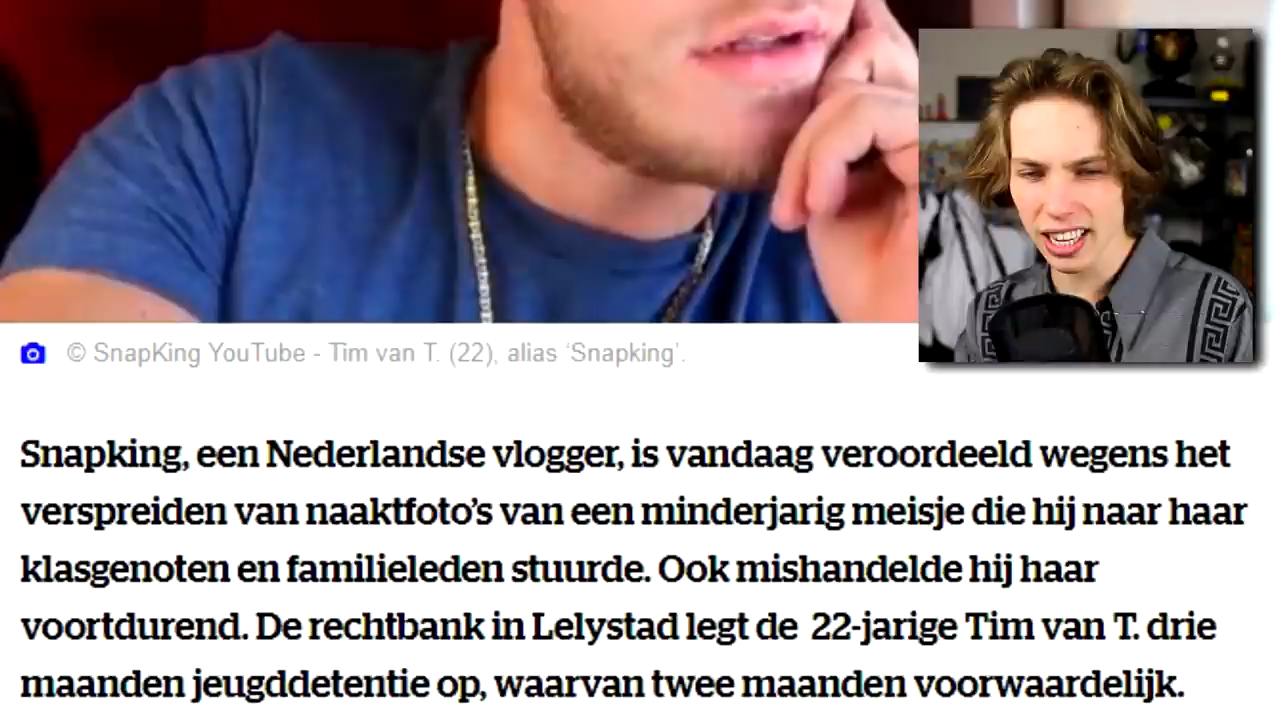 © SnapKing YouTube - Tim van T. (22), alias ‘Snapking’.
Snapking, een Nederlandse vlogger, is vandaag veroordeeld wegens het
verspreiden van naaktfoto’s van een minderjarig meisje die hij naar haar
klasgenoten en familieleden stuurde. Ook mishandelde hij haar
voortdurend. De rechtbank in Lelystad legt de 22-jarige Tim van T. drie
maanden jeugddetentie op, waarvan twee maanden voorwaardelijk.